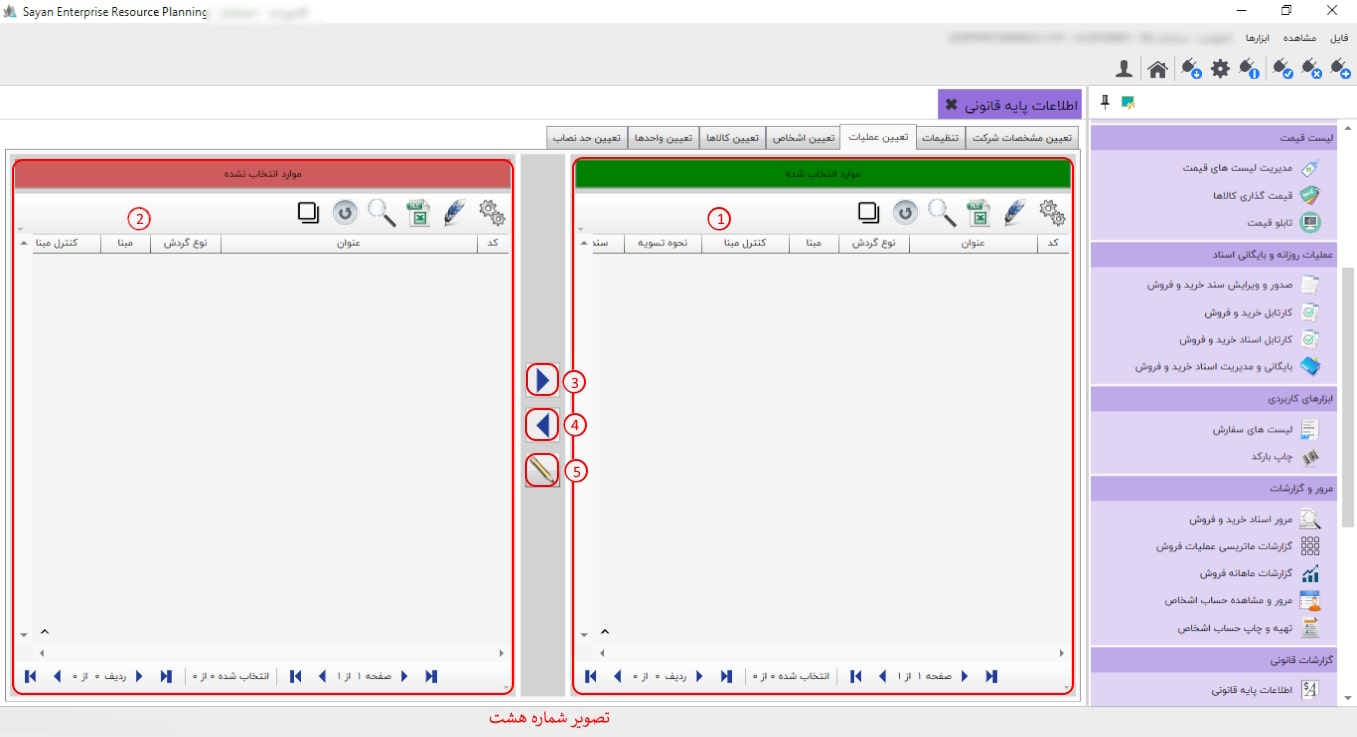 Sayan Enterprise Resource Planning
فایل مشاهده ابزارها
اطلاعات پایه قانونی
تعیین مشخصات شرکت تنظیمات تعیین عملیات تعیین اشخاص تعیین کالاها تعیین واحدها تعیین حد نصاب
موارد انتخاب شده
1
کد عنوان نوع گردش مبنا کنترل مبنا نحوه تسویه سند
صفحه ۱ از ۱ انتخاب شده ۰ از ۰ ردیف ۰ از ۰
3
4
5
موارد انتخاب نشده
2
کد عنوان نوع گردش مبنا کنترل مبنا
صفحه ۱ از ۱ انتخاب شده ۰ از ۰ ردیف ۰ از ۰
لیست قیمت
مدیریت لیست های قیمت
قیمت گذاری کالاها
تابلو قیمت
عملیات روزانه و بایگانی اسناد
صدور و ویرایش سند خرید و فروش
کارتابل خرید و فروش
کارتابل اسناد خرید و فروش
بایگانی و مدیریت اسناد خرید و فروش
ابزارهای کاربردی
لیست های سفارش
چاپ بارکد
مرور و گزارشات
مرور اسناد خرید و فروش
گزارشات ماتریسی عملیات فروش
گزارشات ماهانه فروش
مرور و مشاهده حساب اشخاص
تهیه و چاپ حساب اشخاص
گزارشات قانونی
اطلاعات پایه قانونی
تصویر شماره هشت